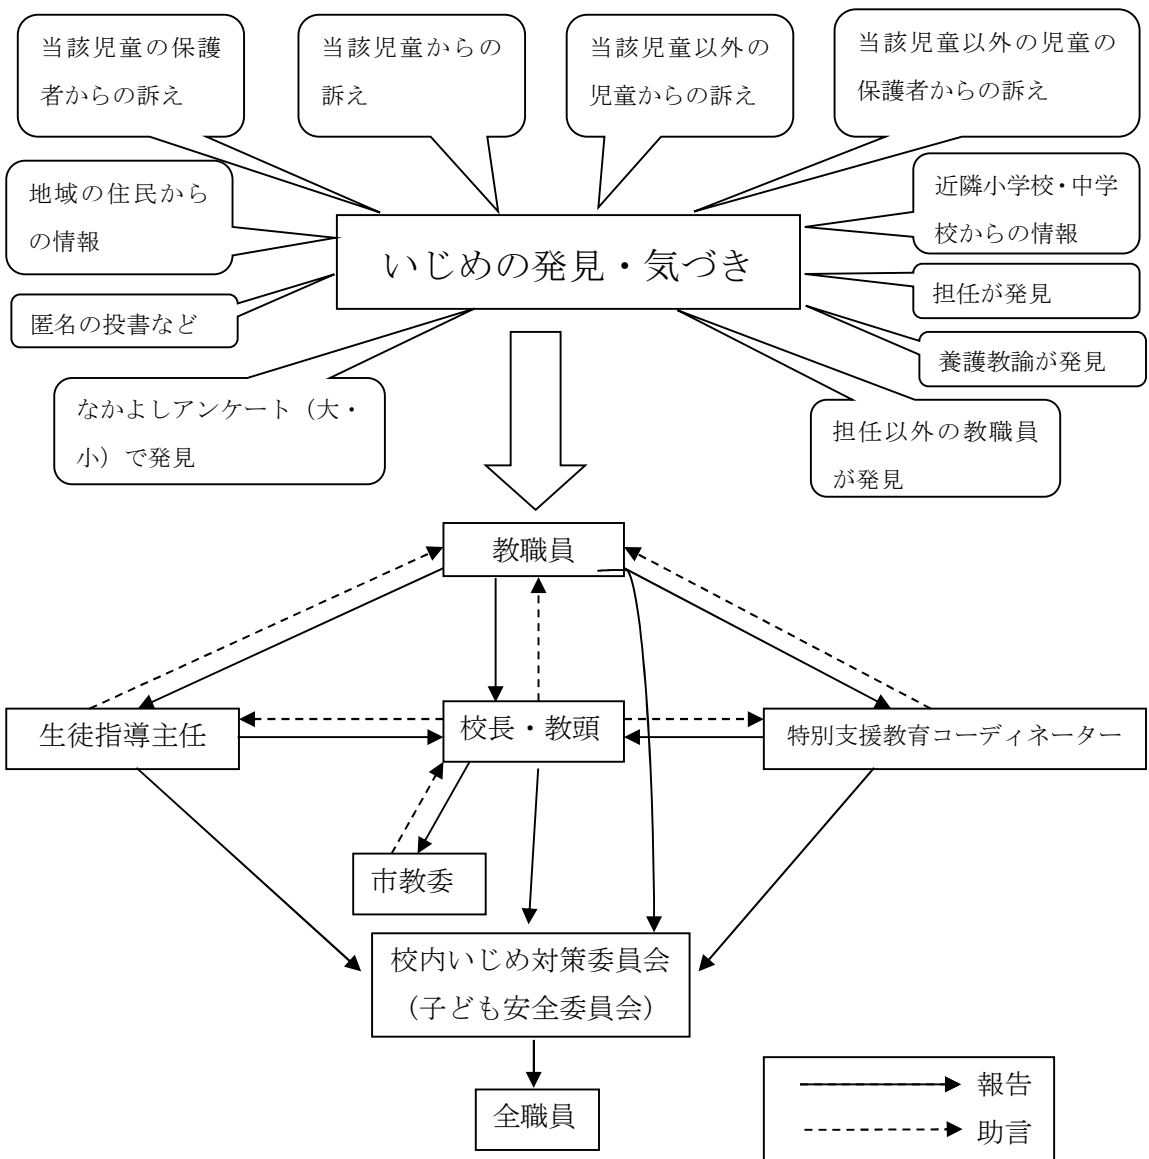 当該児童の保護
者からの訴え
当該児童からの
訴え
当該児童以外の
児童からの訴え
当該児童以外の児童の
保護者からの訴え
地域の住民から
の情報
近隣小学校・中学
校からの情報
いじめの発見・気づき
担任が発見
匿名の投書など
養護教諭が発見
なかよしアンケート（大・
小）で発見
担任以外の教職員
が発見
教職員
生徒指導主任
校長・教頭
特別支援教育コーディネーター
市教委
校内いじめ対策委員会
（子ども安全委員会）
全職員
報告
助言